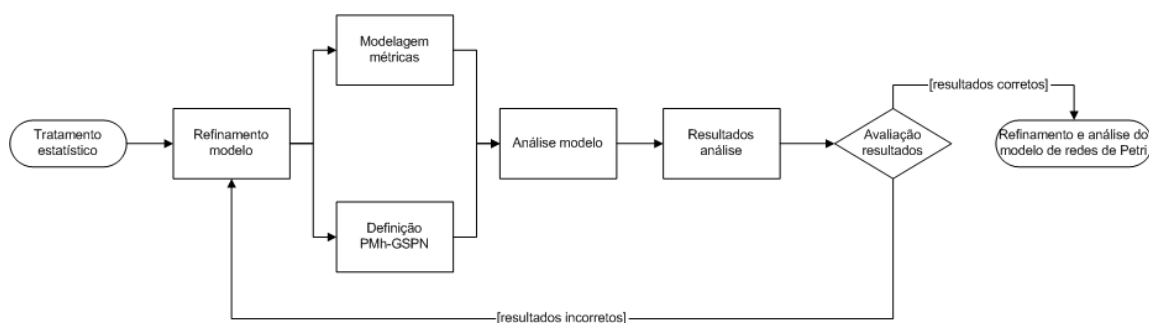 Tratamento
estatístico
Refinamento
modelo
Modelagem
métricas
Definição
PMh-GSPN
Análise modelo
Resultados
análise
Avaliação
resultados
[resultados corretos]
Refinamento e análise do
modelo de redes de Petri
[resultados incorretos]